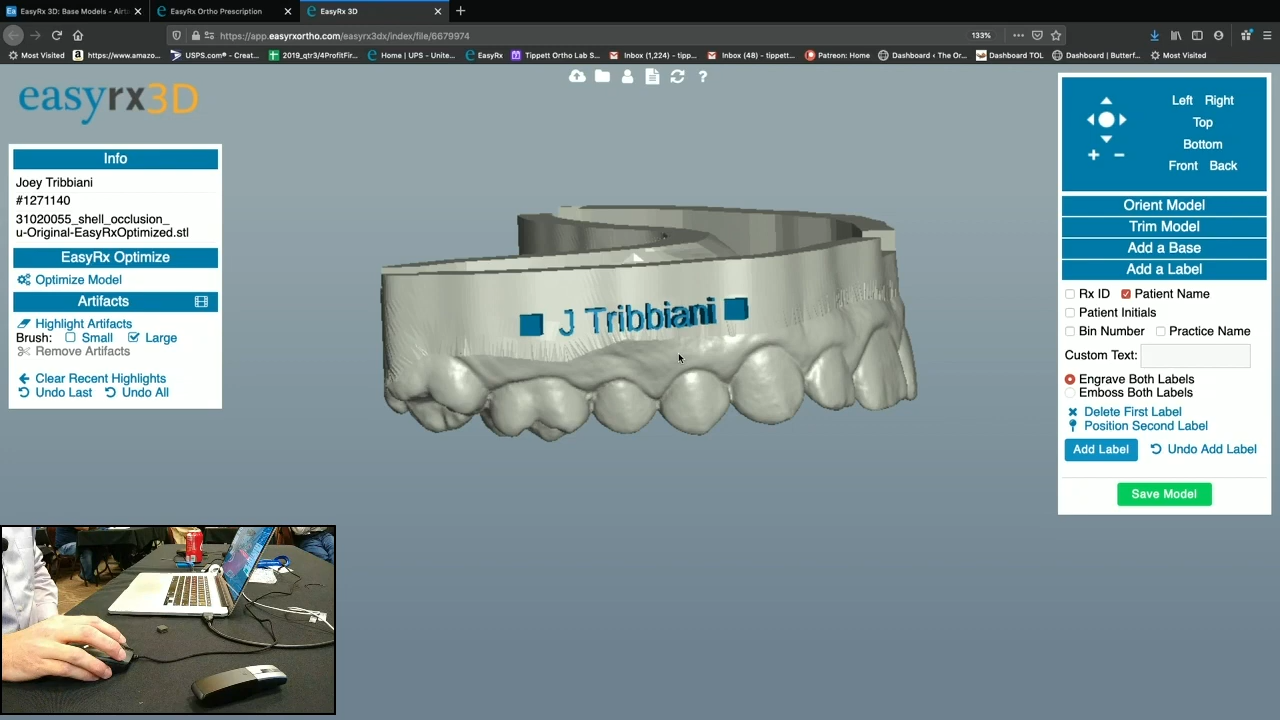 EasyRx 3D: Base Models - Airta
EasyRx Ortho Prescription
EasyRx 3D
https://app.easyrxortho.com/easyrx3dx/index/file/6679974
133%
Most Visited
https://www.amazo...
USPS.com® - Creat...
2019_qtr3/4ProfitFir...
Home | UPS - Unite...
EasyRx
Tippett Ortho Lab S...
Inbox (1,224) - tipp...
Inbox (48) - tippett...
Patreon: Home
Dashboard ‹ The Or...
Dashboard TOL
Dashboard | Butterf...
Most Visited
easyrx3D
Info
Joey Tribbiani
#1271140
31020055_shell_occlusion_
u-Original-EasyRxOptimized.stl
EasyRx Optimize
Optimize Model
Artifacts
Highlight Artifacts
Brush: Small Large
Remove Artifacts
Clear Recent Highlights
Undo Last Undo All
J Tribbiani
Left Right
Top
Bottom
Front Back
Orient Model
Trim Model
Add a Base
Add a Label
Rx ID Patient Name
Patient Initials
Bin Number Practice Name
Custom Text:
Engrave Both Labels
Emboss Both Labels
Delete First Label
Position Second Label
Add Label Undo Add Label
Save Model